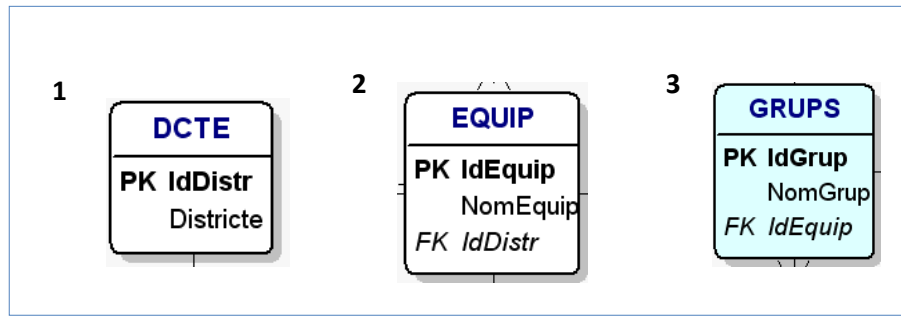 1
DCTE
PK IdDistr
Districte
2
EQUIP
PK IdEquip
NomEquip
FK IdDistr
3
GRUPS
PK IdGrup
NomGrup
FK IdEquip